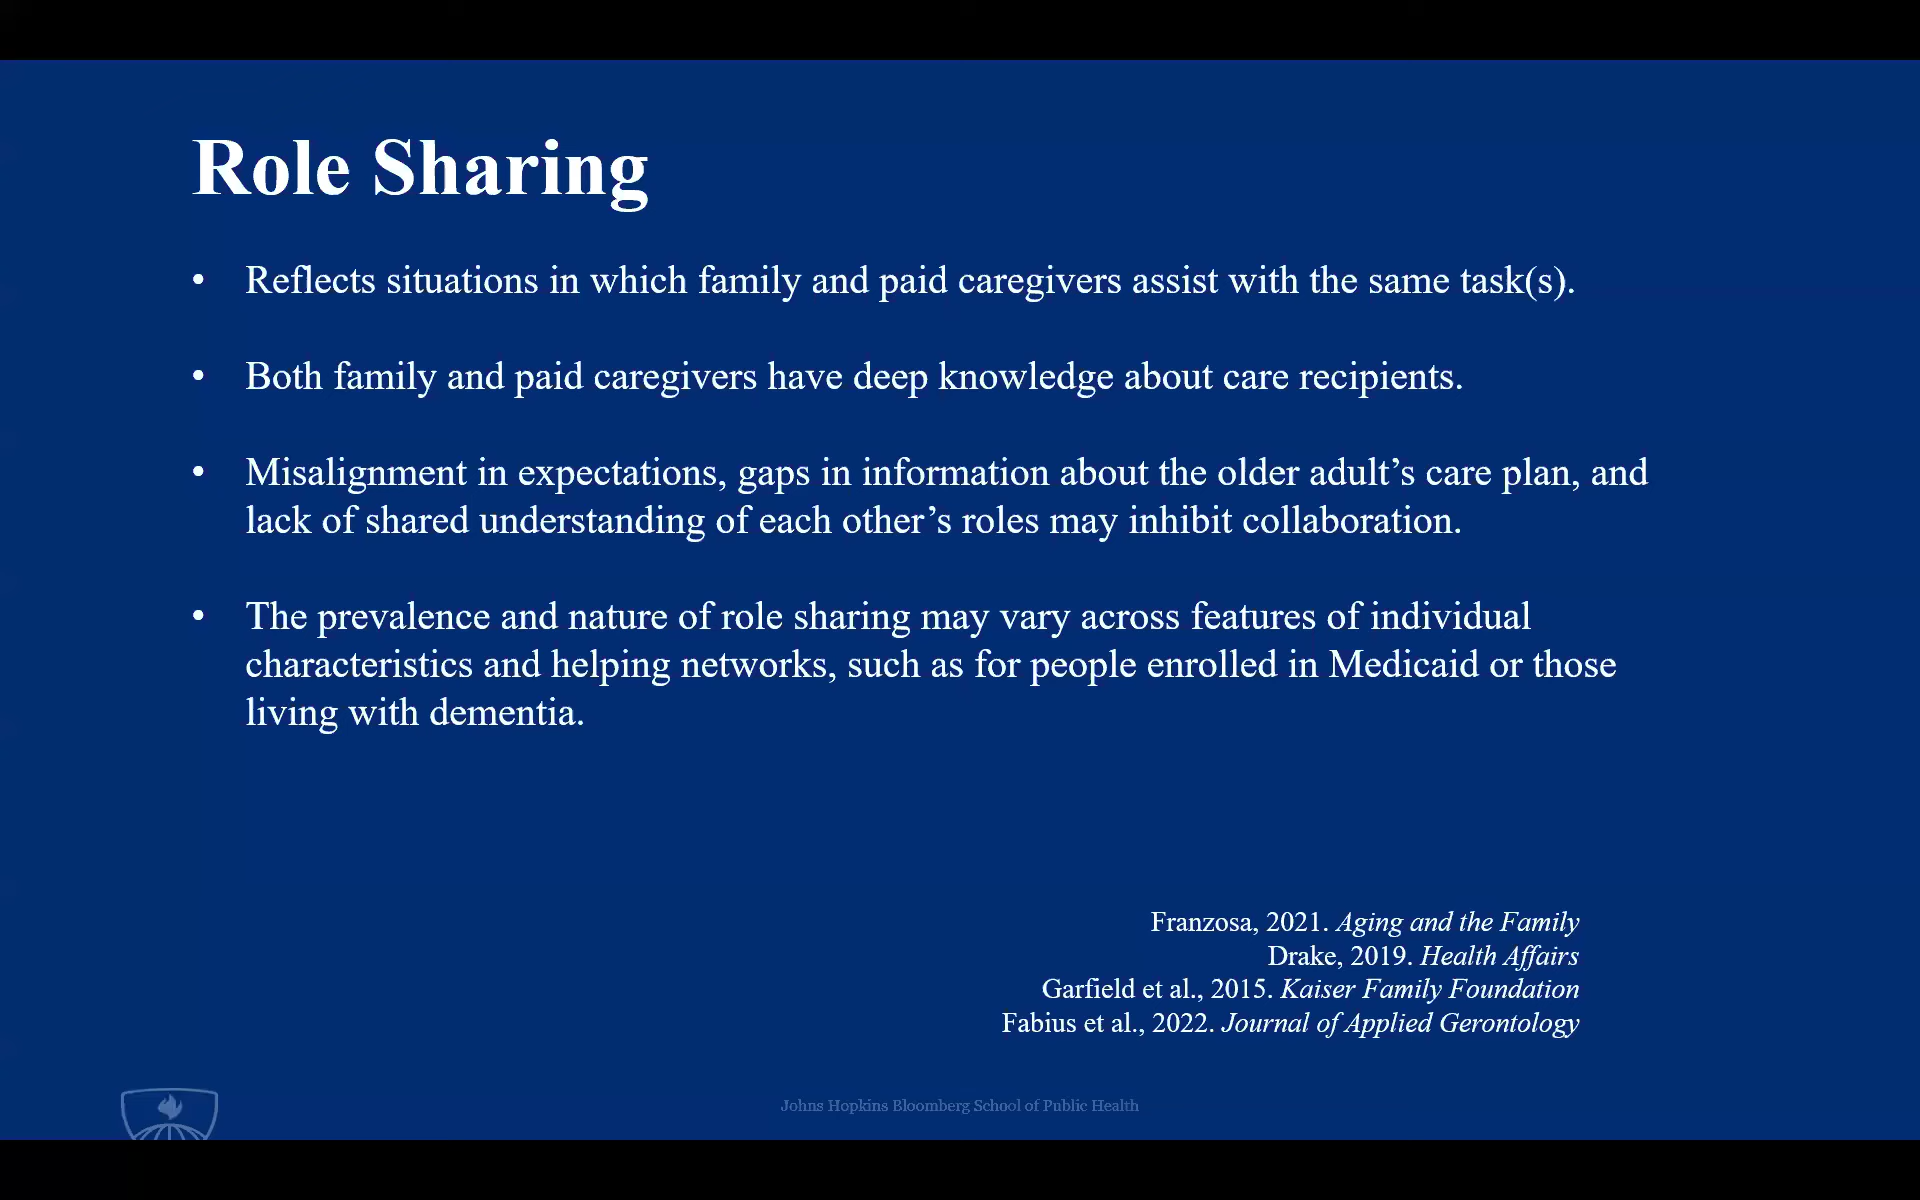 Role Sharing
• Reflects situations in which family and paid caregivers assist with the same task(s).
• Both family and paid caregivers have deep knowledge about care recipients.
• Misalignment in expectations, gaps in information about the older adult’s care plan, and
lack of shared understanding of each other’s roles may inhibit collaboration.
• The prevalence and nature of role sharing may vary across features of individual
characteristics and helping networks, such as for people enrolled in Medicaid or those
living with dementia.
Franzosa, 2021. Aging and the Family
Drake, 2019. Health Affairs
Garfield et al., 2015. Kaiser Family Foundation
Fabius et al., 2022. Journal of Applied Gerontology
Johns Hopkins Bloomberg School of Public Health